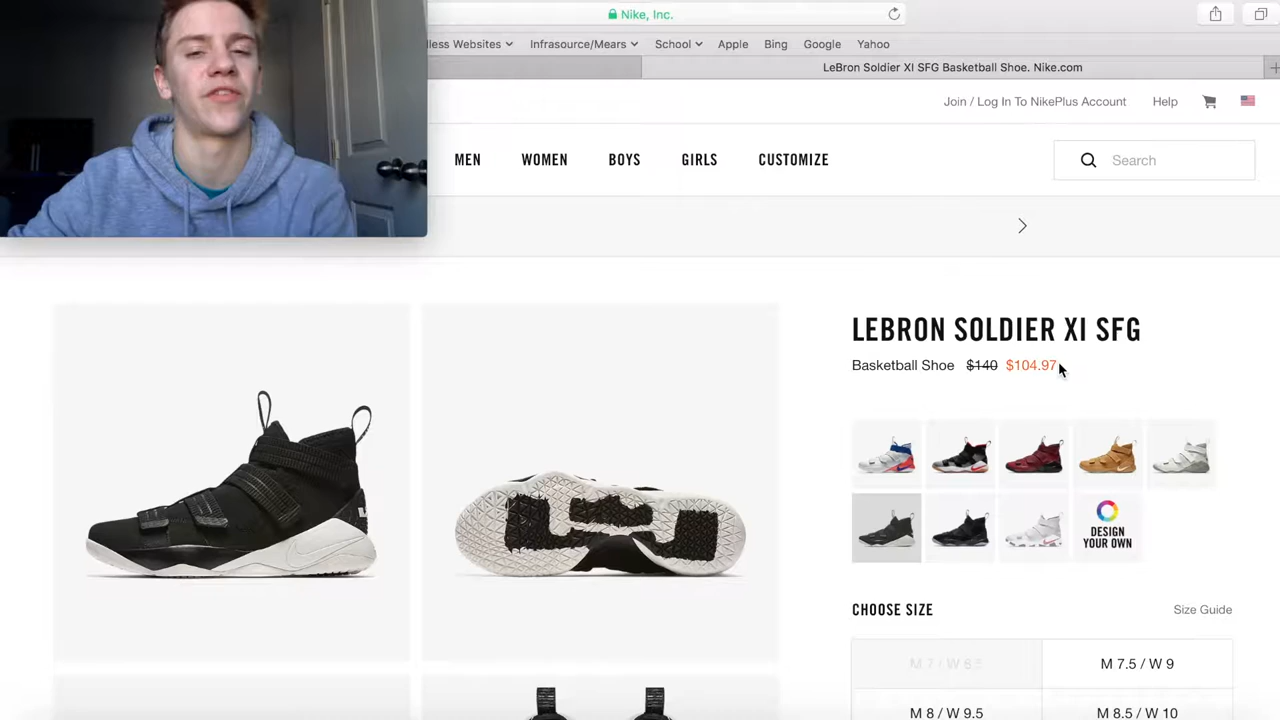 Nike, Inc.
less Websites
Infrasource/Mears
School
Apple
Bing
Google
Yahoo
LeBron Soldier XI SFG Basketball Shoe. Nike.com
Join / Log In To NikePlus Account
Help
MEN
WOMEN
BOYS
GIRLS
CUSTOMIZE
Search
LEBRON SOLDIER XI SFG
Basketball Shoe $140 $104.97
DESIGN
YOUR OWN
CHOOSE SIZE
Size Guide
M 7 / W 8.5
M 7.5 / W 9
M 8 / W 9.5
M 8.5 / W 10